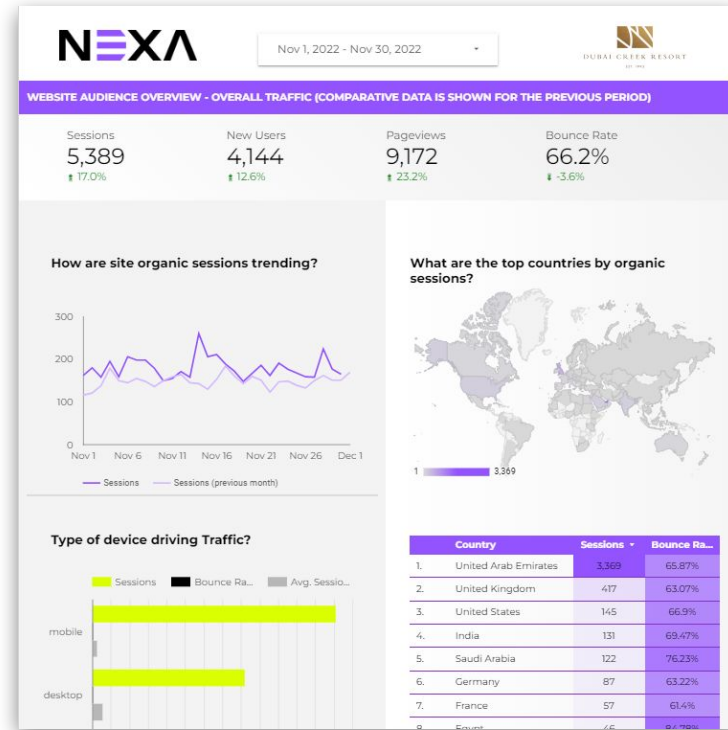 NEXA
Nov 1, 2022 - Nov 30, 2022
DUBAI CREEK RESORT
WEBSITE AUDIENCE OVERVIEW - OVERALL TRAFFIC (COMPARATIVE DATA IS SHOWN FOR THE PREVIOUS PERIOD)
Sessions
5,389
17.0%
New Users
4,144
12.6%
Pageviews
9,172
23.2%
Bounce Rate
66.2%
-3.6%
How are site organic sessions trending?
300
200
100
0
Nov 1 Nov 6 Nov 11 Nov 16 Nov 21 Nov 26 Dec 1
Sessions Sessions (previous month)
What are the top countries by organic
sessions?
1 3,369
Type of device driving Traffic?
Sessions Bounce Ra... Avg. Sessio...
mobile
desktop
Country Sessions Bounce Ra...
1. United Arab Emirates 3,369 65.87%
2. United Kingdom 417 63.07%
3. United States 145 66.9%
4. India 131 69.47%
5. Saudi Arabia 122 76.23%
6. Germany 87 63.22%
7. France 57 61.4%
8. Egypt 46 84.78%